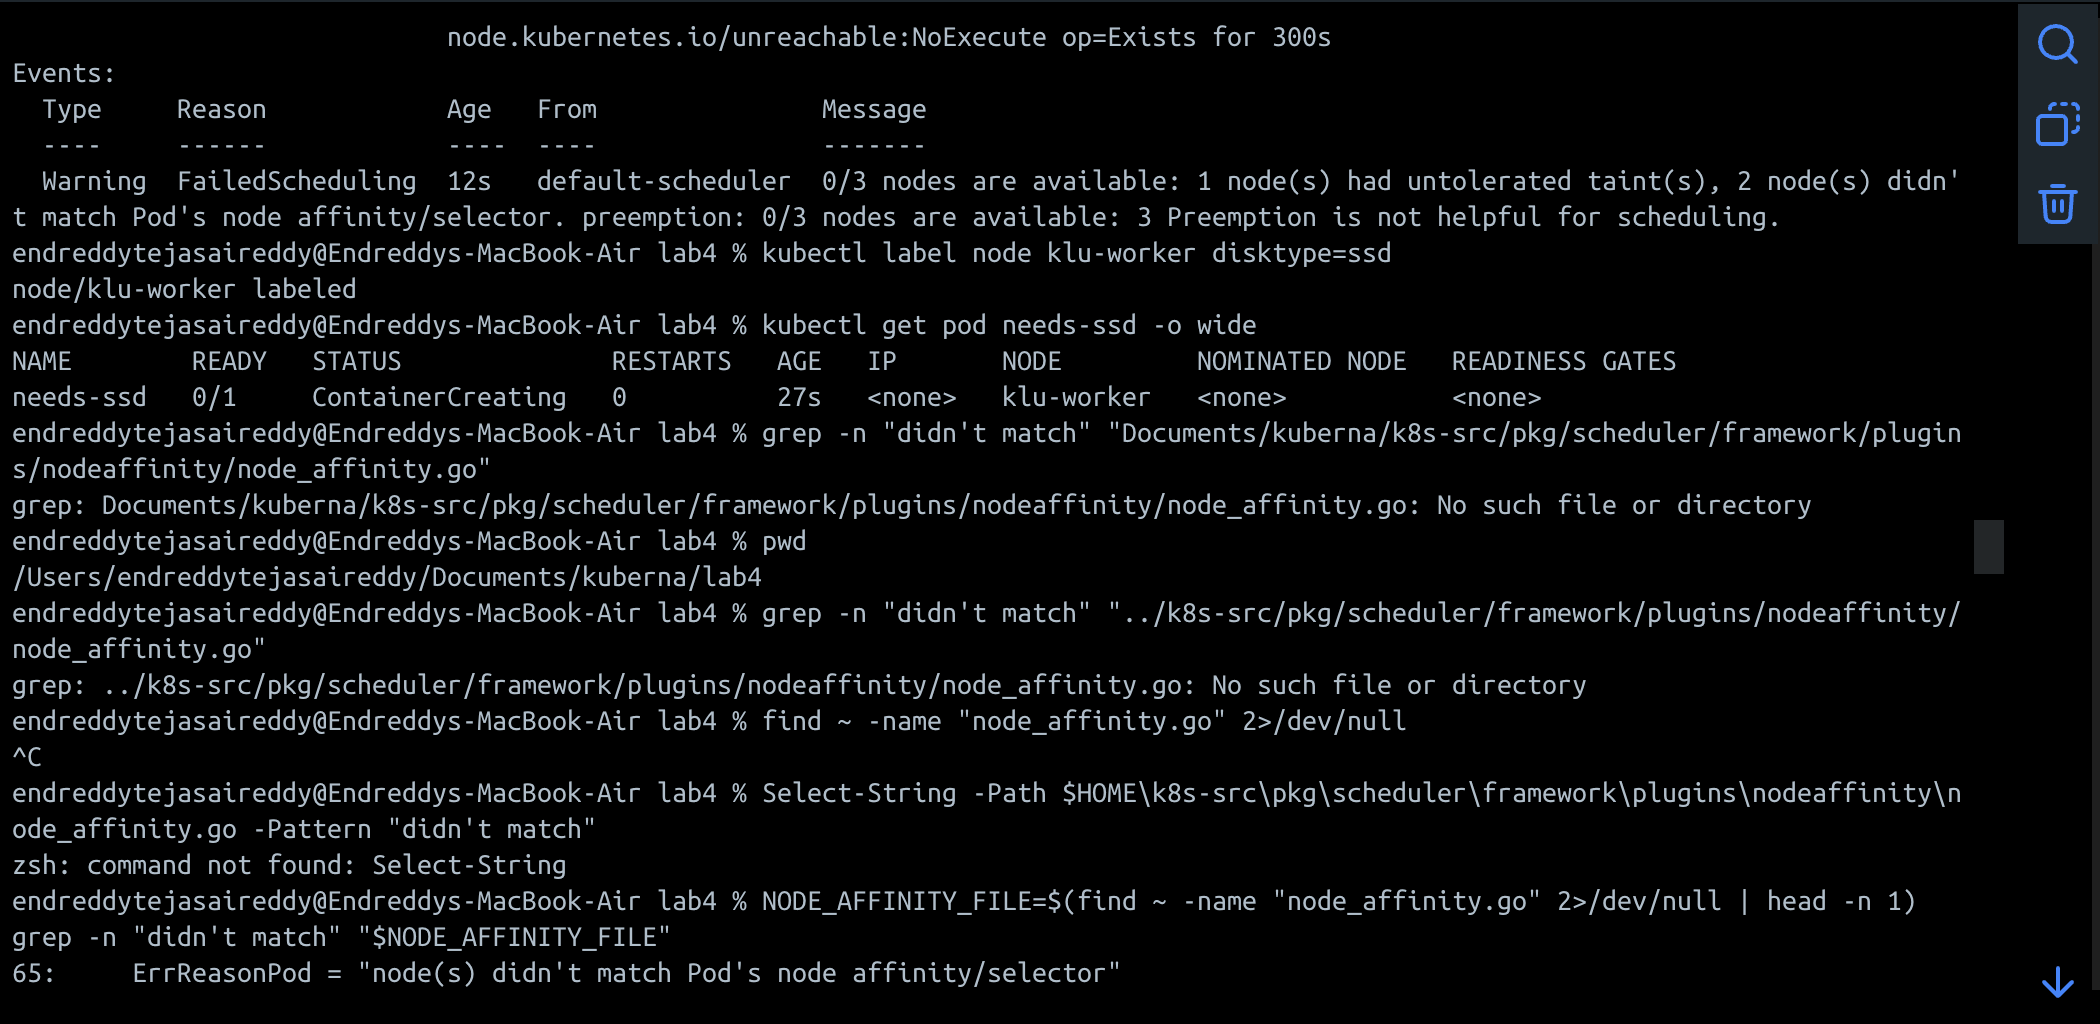 node.kubernetes.io/unreachable:NoExecute op=Exists for 300s
Events:
  Type     Reason            Age   From               Message
  ----     ------            ----  ----               -------
  Warning  FailedScheduling  12s   default-scheduler  0/3 nodes are available: 1 node(s) had untolerated taint(s), 2 node(s) didn'
t match Pod's node affinity/selector. preemption: 0/3 nodes are available: 3 Preemption is not helpful for scheduling.
endreddytejasaireddy@Endreddys-MacBook-Air lab4 % kubectl label node klu-worker disktype=ssd
node/klu-worker labeled
endreddytejasaireddy@Endreddys-MacBook-Air lab4 % kubectl get pod needs-ssd -o wide
NAME        READY   STATUS              RESTARTS   AGE   IP       NODE         NOMINATED NODE   READINESS GATES
needs-ssd   0/1     ContainerCreating   0          27s   <none>   klu-worker   <none>           <none>
endreddytejasaireddy@Endreddys-MacBook-Air lab4 % grep -n "didn't match" "Documents/kuberna/k8s-src/pkg/scheduler/framework/plugin
s/nodeaffinity/node_affinity.go"
grep: Documents/kuberna/k8s-src/pkg/scheduler/framework/plugins/nodeaffinity/node_affinity.go: No such file or directory
endreddytejasaireddy@Endreddys-MacBook-Air lab4 % pwd
/Users/endreddytejasaireddy/Documents/kuberna/lab4
endreddytejasaireddy@Endreddys-MacBook-Air lab4 % grep -n "didn't match" "../k8s-src/pkg/scheduler/framework/plugins/nodeaffinity/
node_affinity.go"
grep: ../k8s-src/pkg/scheduler/framework/plugins/nodeaffinity/node_affinity.go: No such file or directory
endreddytejasaireddy@Endreddys-MacBook-Air lab4 % find ~ -name "node_affinity.go" 2>/dev/null
^C
endreddytejasaireddy@Endreddys-MacBook-Air lab4 % Select-String -Path $HOME\k8s-src\pkg\scheduler\framework\plugins\nodeaffinity\n
ode_affinity.go -Pattern "didn't match"
zsh: command not found: Select-String
endreddytejasaireddy@Endreddys-MacBook-Air lab4 % NODE_AFFINITY_FILE=$(find ~ -name "node_affinity.go" 2>/dev/null | head -n 1)
grep -n "didn't match" "$NODE_AFFINITY_FILE"
65:     ErrReasonPod = "node(s) didn't match Pod's node affinity/selector"